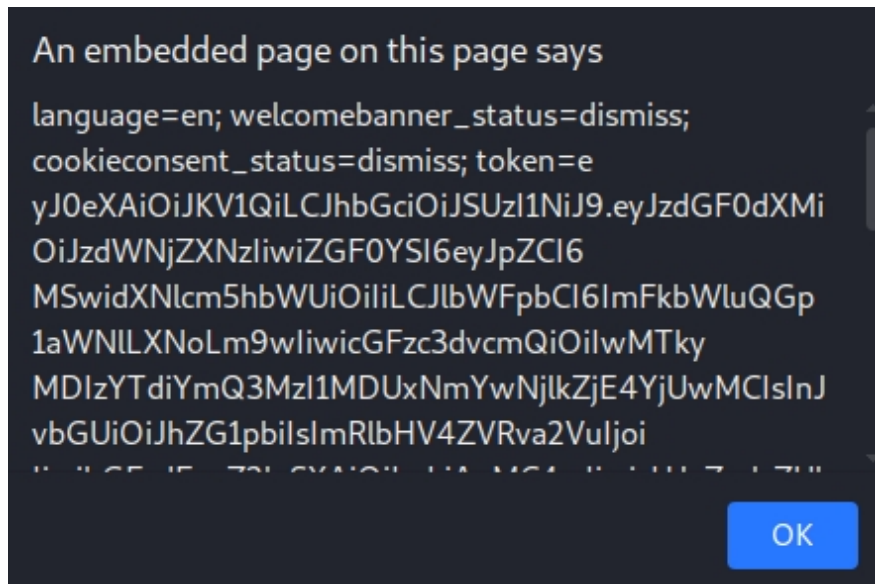 An embedded page on this page says
language=en; welcomebanner_status=dismiss;
cookieconsent_status=dismiss; token=e
yJ0eXAiOiJKV1QiLCJhbGciOiJSUzI1NiJ9.eyJzdGF0dXMi
OiJzdWNjZXNzIiwiZGF0YSI6eyJpZCI6
MSwidXNlcm5hbWUiOiIiLCJlbWFpbCI6ImFkbWluQGp
1aWNlLXNoLm9wIiwicGFzc3dvcmQiOiIwMTky
MDIzYTdiYmQ3MzI1MDUxNmYwNjlkZjE4YjUwMCIsInJ
vbGUiOiJhZG1pbiIsImRlbHV4ZVRva2VuIjoi
OK